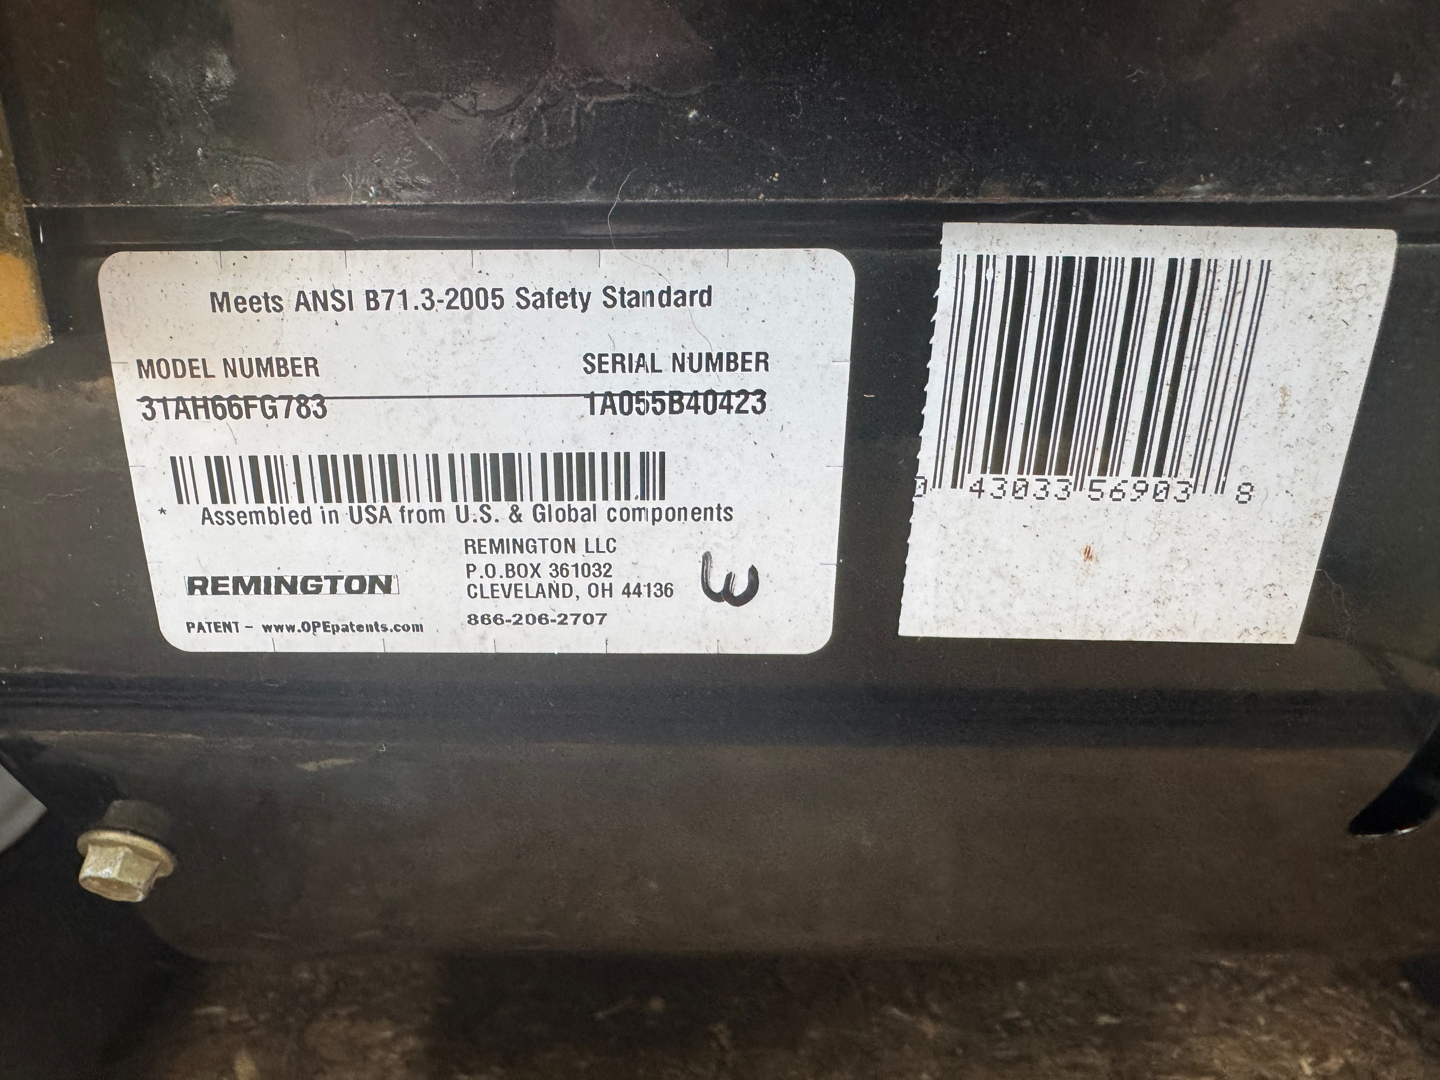 Meets ANSI B71.3-2005 Safety Standard
MODEL NUMBER SERIAL NUMBER
31AH66FG783 1A055B40423
* Assembled in USA from U.S. & Global components
REMINGTON
PATENT - www.OPEpatents.com
REMINGTON LLC
P.O.BOX 361032
CLEVELAND, OH 44136
866-206-2707
W
0 43033 56903 8